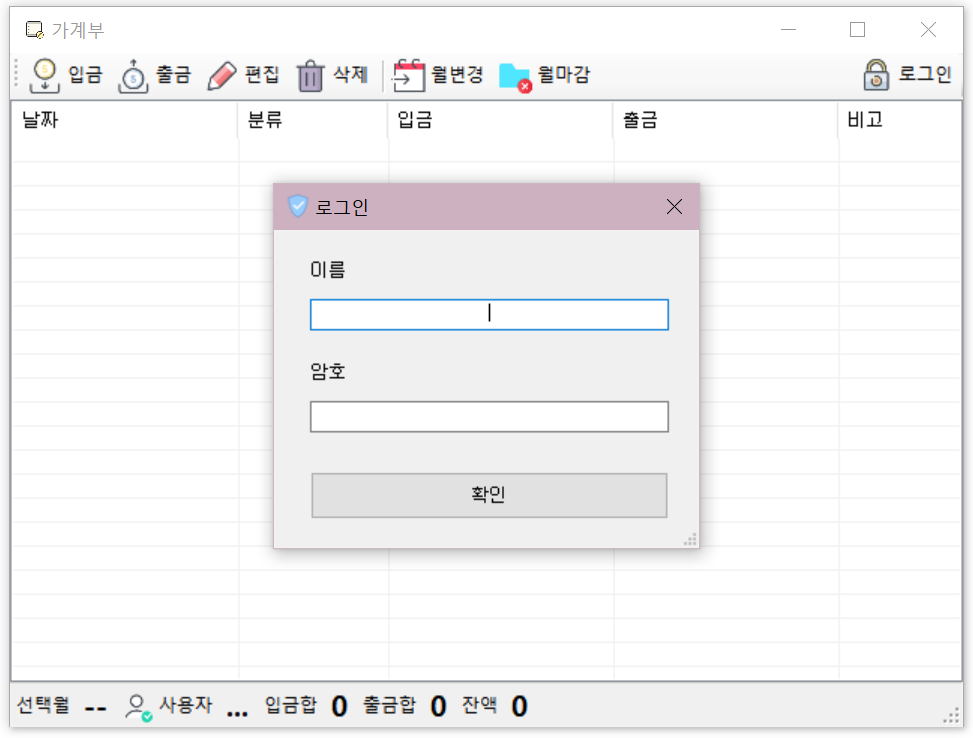 가계부
입금 출금 편집 삭제 월변경 월마감 로그인
날짜 분류 입금 출금 비고
로그인
이름
암호
확인
선택월 -- 사용자 ... 입금합 0 출금합 0 잔액 0